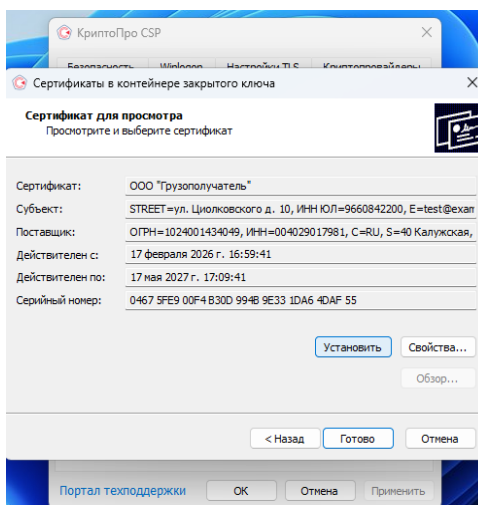 КриптоПро CSP
Безопасность Winlogon Настройки TLS Криптопровайдеры
Сертификаты в контейнере закрытого ключа
Сертификат для просмотра
Просмотрите и выберите сертификат
Сертификат: ООО "Грузополучатель"
Субъект: STREET=ул. Циолковского д. 10, ИНН ЮЛ=9660842200, E=test@exam
Поставщик: ОГРН=1024001434049, ИНН=004029017981, C=RU, S=40 Калужская,
Действителен с: 17 февраля 2026 г. 16:59:41
Действителен по: 17 мая 2027 г. 17:09:41
Серийный номер: 0467 5FE9 00F4 B30D 994B 9E33 1DA6 4DAF 55
Установить Свойства...
Обзор...
< Назад Готово Отмена
Портал техподдержки ОК Отмена Применить